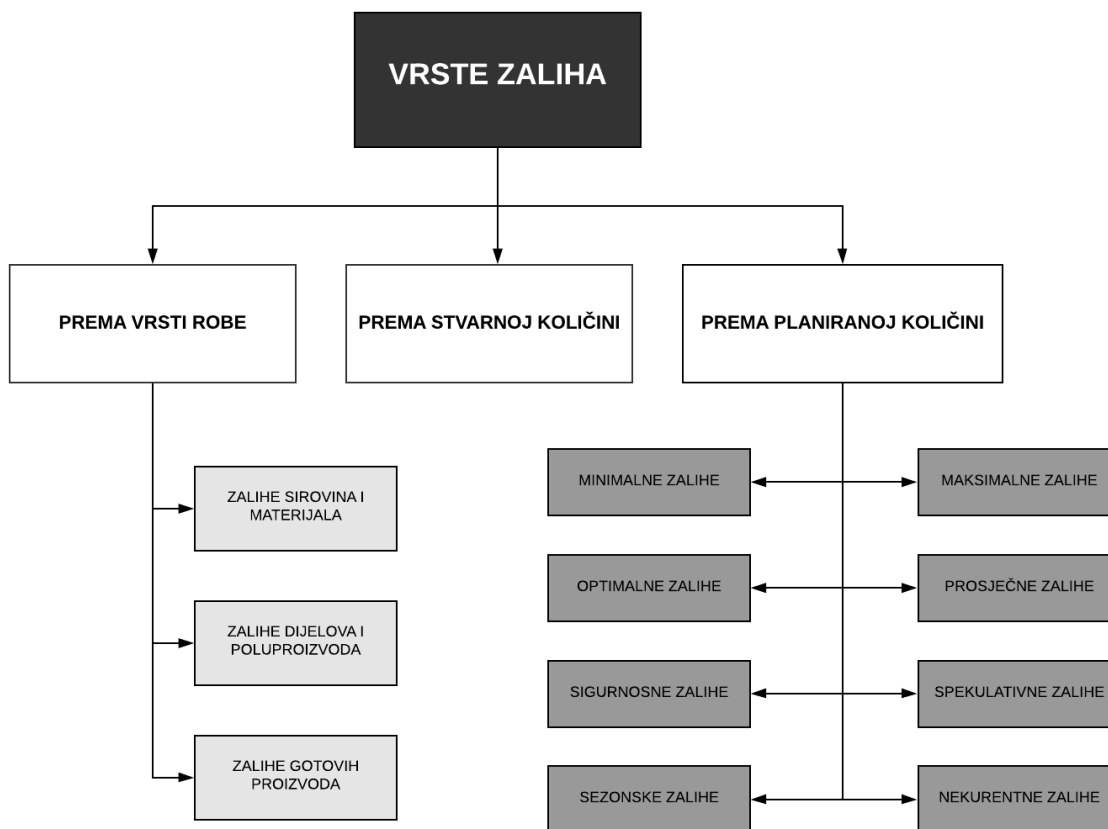 VRSTE ZALIHA
PREMA VRSTI ROBE
PREMA STVARNOJ KOLIČINI
PREMA PLANIRANOJ KOLIČINI
ZALIHE SIROVINA I
MATERIJALA
ZALIHE DIJELOVA I
POLUPROIZVODA
ZALIHE GOTOVIH
PROIZVODA
MINIMALNE ZALIHE
MAKSIMALNE ZALIHE
OPTIMALNE ZALIHE
PROSJEČNE ZALIHE
SIGURNOSNE ZALIHE
SPEKULATIVNE ZALIHE
SEZONSKE ZALIHE
NEKURENTNE ZALIHE